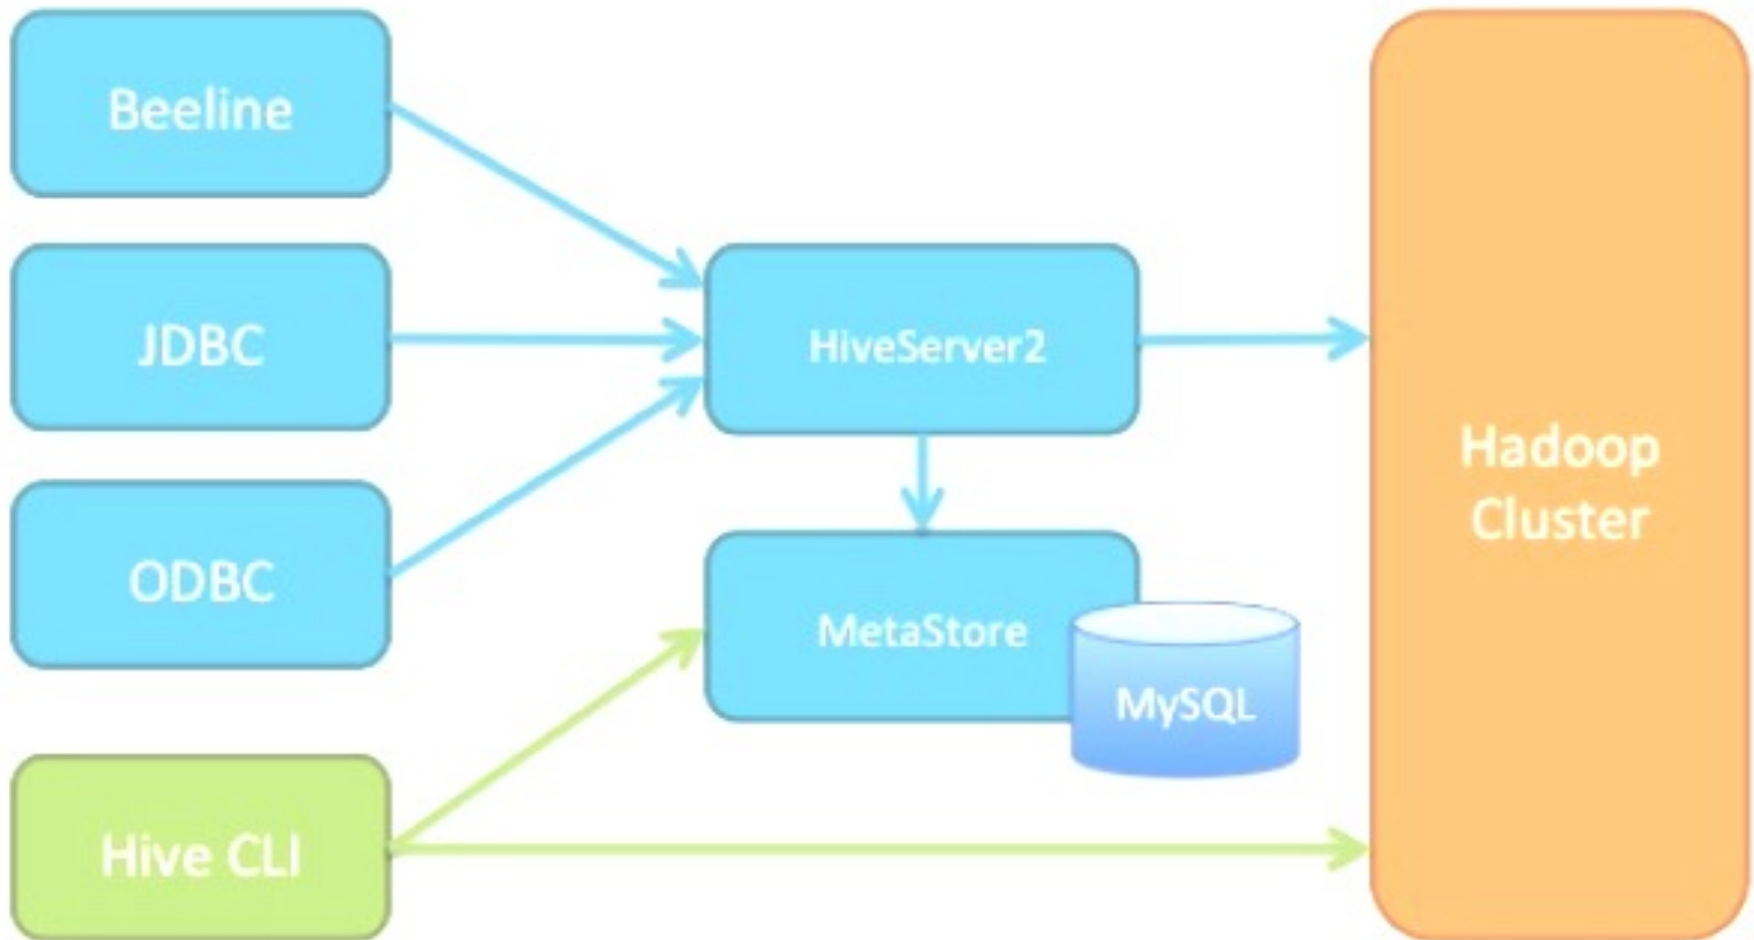 Beeline
JDBC
HiveServer2
Hadoop
Cluster
ODBC
MetaStore
MySQL
Hive CLI